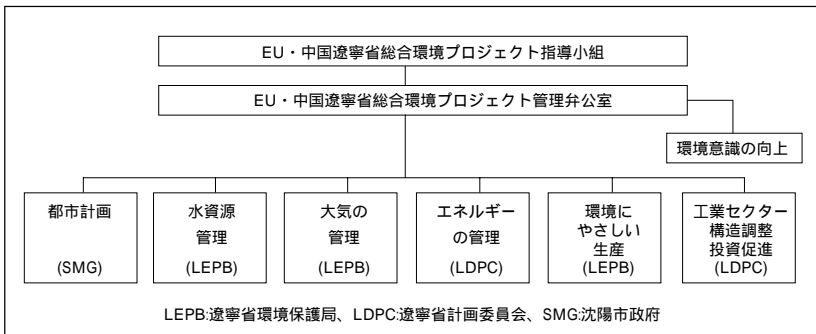 EU・中国遼寧省総合環境プロジェクト指導小組
EU・中国遼寧省総合環境プロジェクト管理弁公室
環境意識の向上
都市計画
(SMG)
水資源
管理
(LEPB)
大気の
管理
(LEPB)
エネルギー
の管理
(LDPC)
環境に
やさしい
生産
(LEPB)
工業セクター
構造調整
投資促進
(LDPC)
LEPB:遼寧省環境保護局、LDPC:遼寧省計画委員会、SMG:沈陽市政府